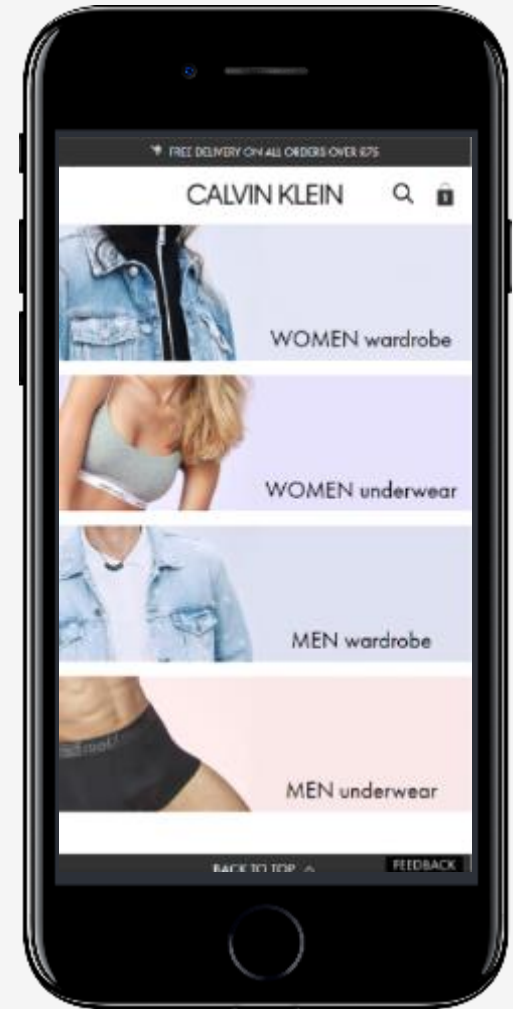 FREE DELIVERY ON ALL ORDERS OVER £75
CALVIN KLEIN
1
WOMEN wardrobe
WOMEN underwear
MEN wardrobe
MEN underwear
BACK TO TOP
FEEDBACK